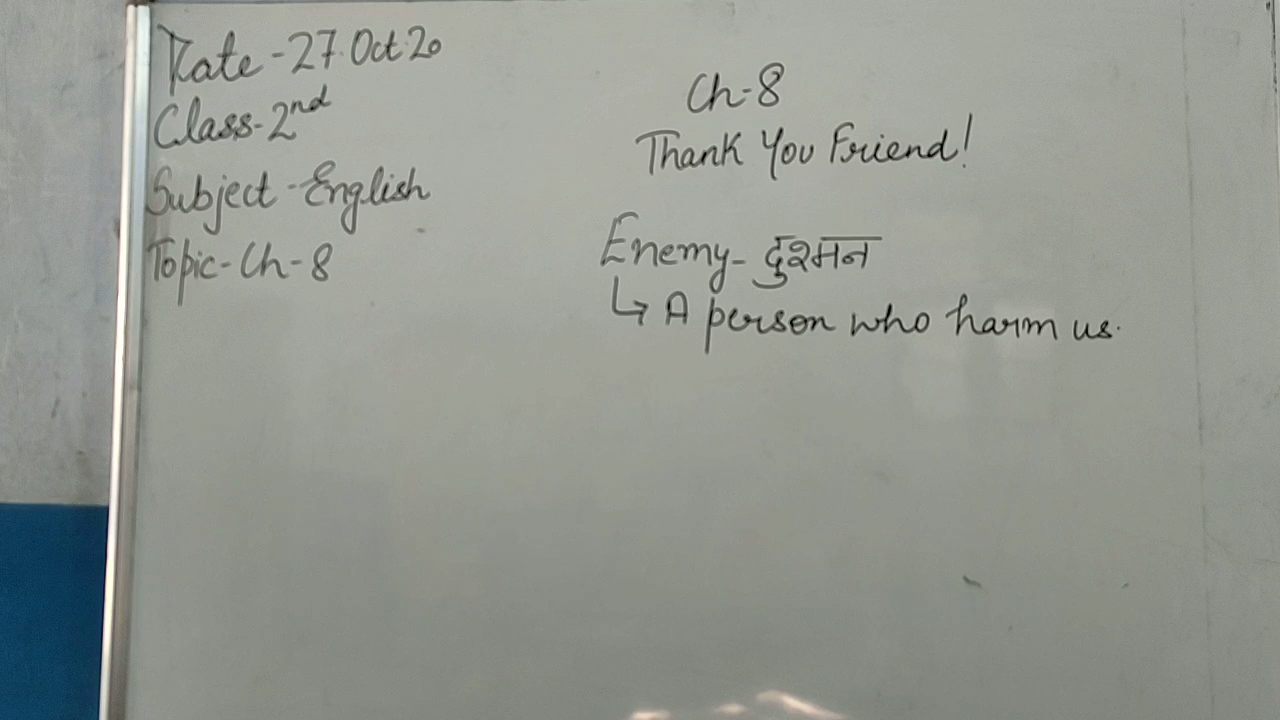 Date-27.Oct.20
Class-2nd
Subject-English
Topic-Ch-8
Ch-8
Thank You Friend!
Enemy-दुश्मन
↳ A person who harm us.